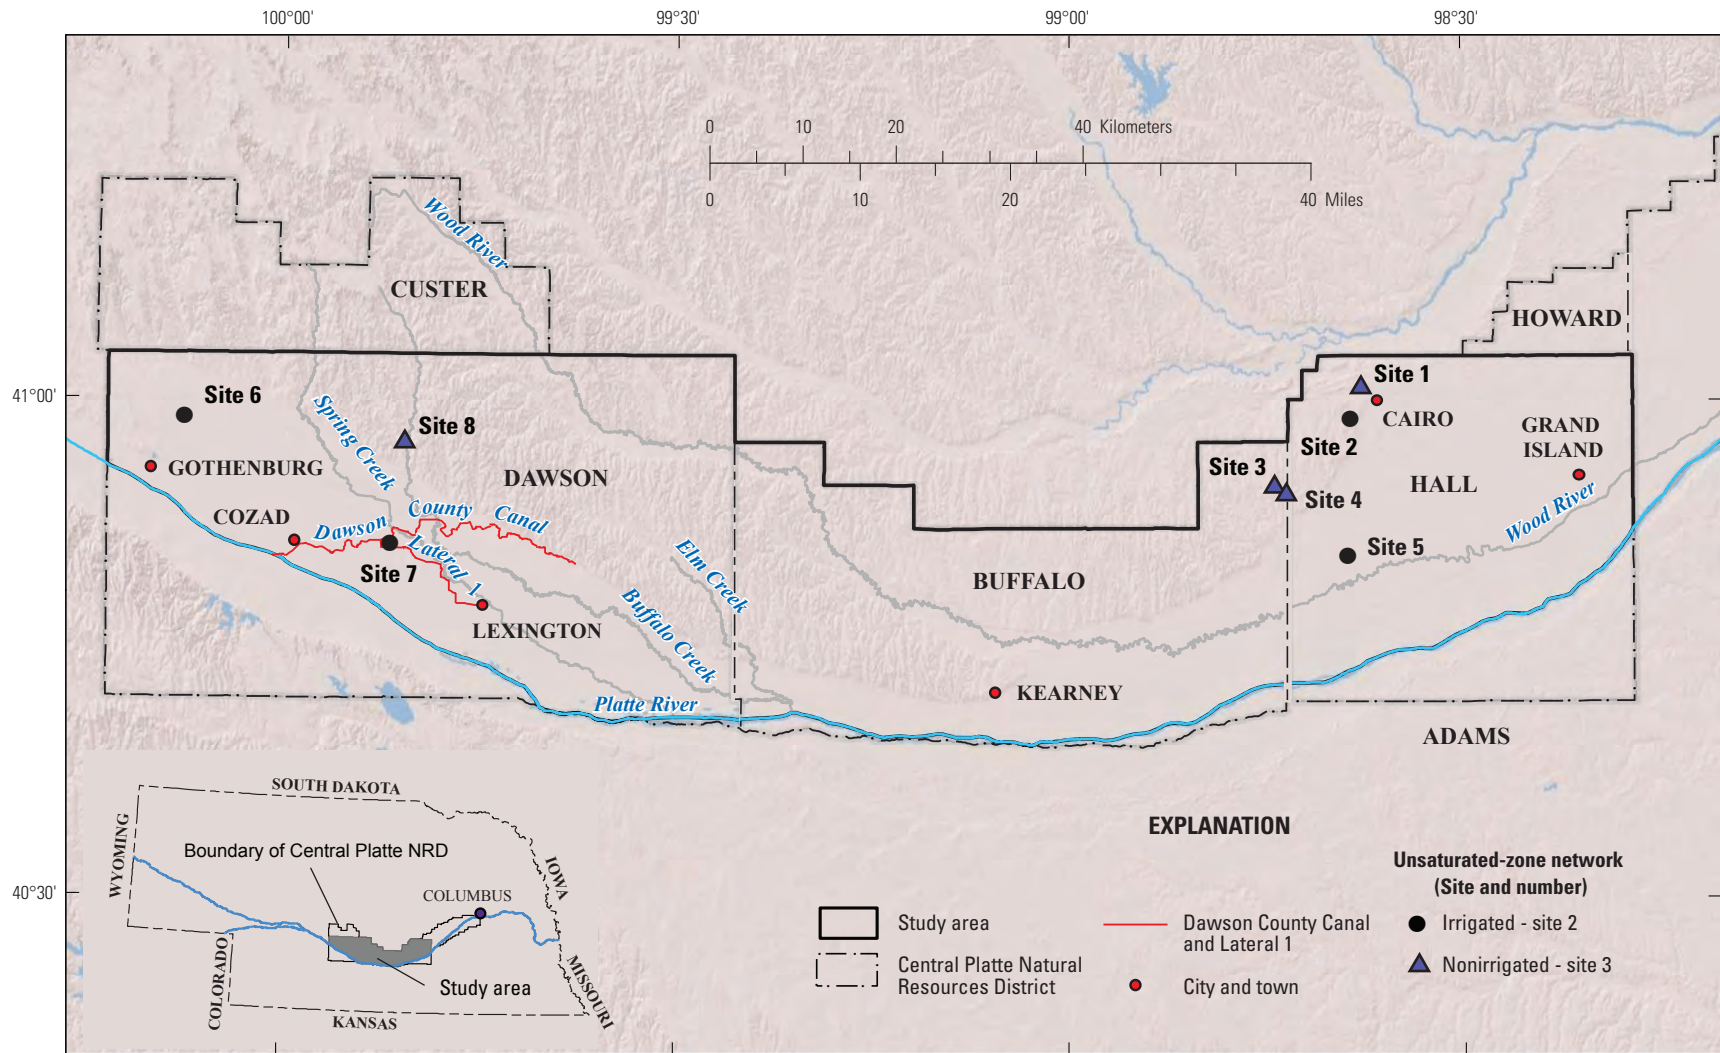 100°00'
99°30'
99°00'
98°30'
0 10 20 40 Kilometers
0 10 20 40 Miles
Wood River
CUSTER
HOWARD
41°00'
Site 6
Site 1
CAIRO
Spring Creek
Site 8
Site 2
GRAND
ISLAND
GOTHENBURG
DAWSON
Site 3
HALL
Site 4
COZAD
Dawson County Canal
Wood River
Lateral 1
Elm Creek
Site 5
Site 7
BUFFALO
Buffalo Creek
LEXINGTON
KEARNEY
Platte River
ADAMS
SOUTH DAKOTA
WYOMING
Boundary of Central Platte NRD
IOWA
COLUMBUS
40°30'
COLORADO
Study area
MISSOURI
KANSAS
EXPLANATION
Study area
Central Platte Natural
Resources District
Dawson County Canal
and Lateral 1
City and town
Unsaturated-zone network
(Site and number)
Irrigated - site 2
Nonirrigated - site 3